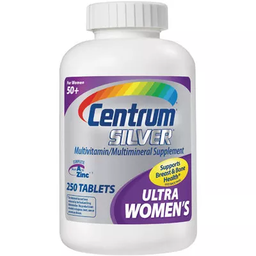 For Women
50+
Centrum
SILVER
Multivitamin/Multimineral Supplement
Zinc
Supports
Breast & Bone
Health
250 TABLETS
ULTRA
WOMEN'S